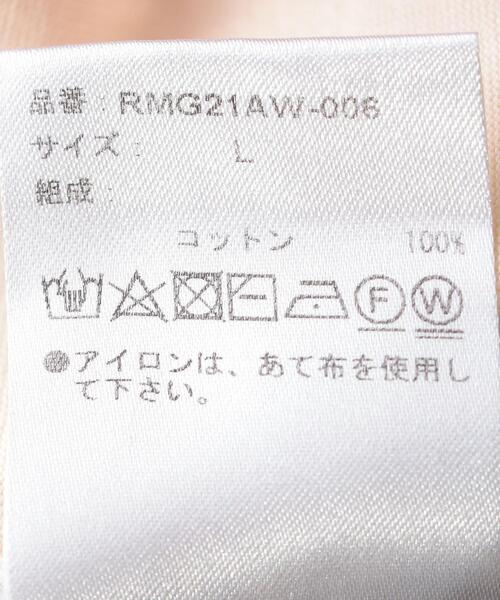 品番：RMG21AW-006
サイズ： L
組成：
コットン 100%
F W
●アイロンは、あて布を使用し
て下さい。